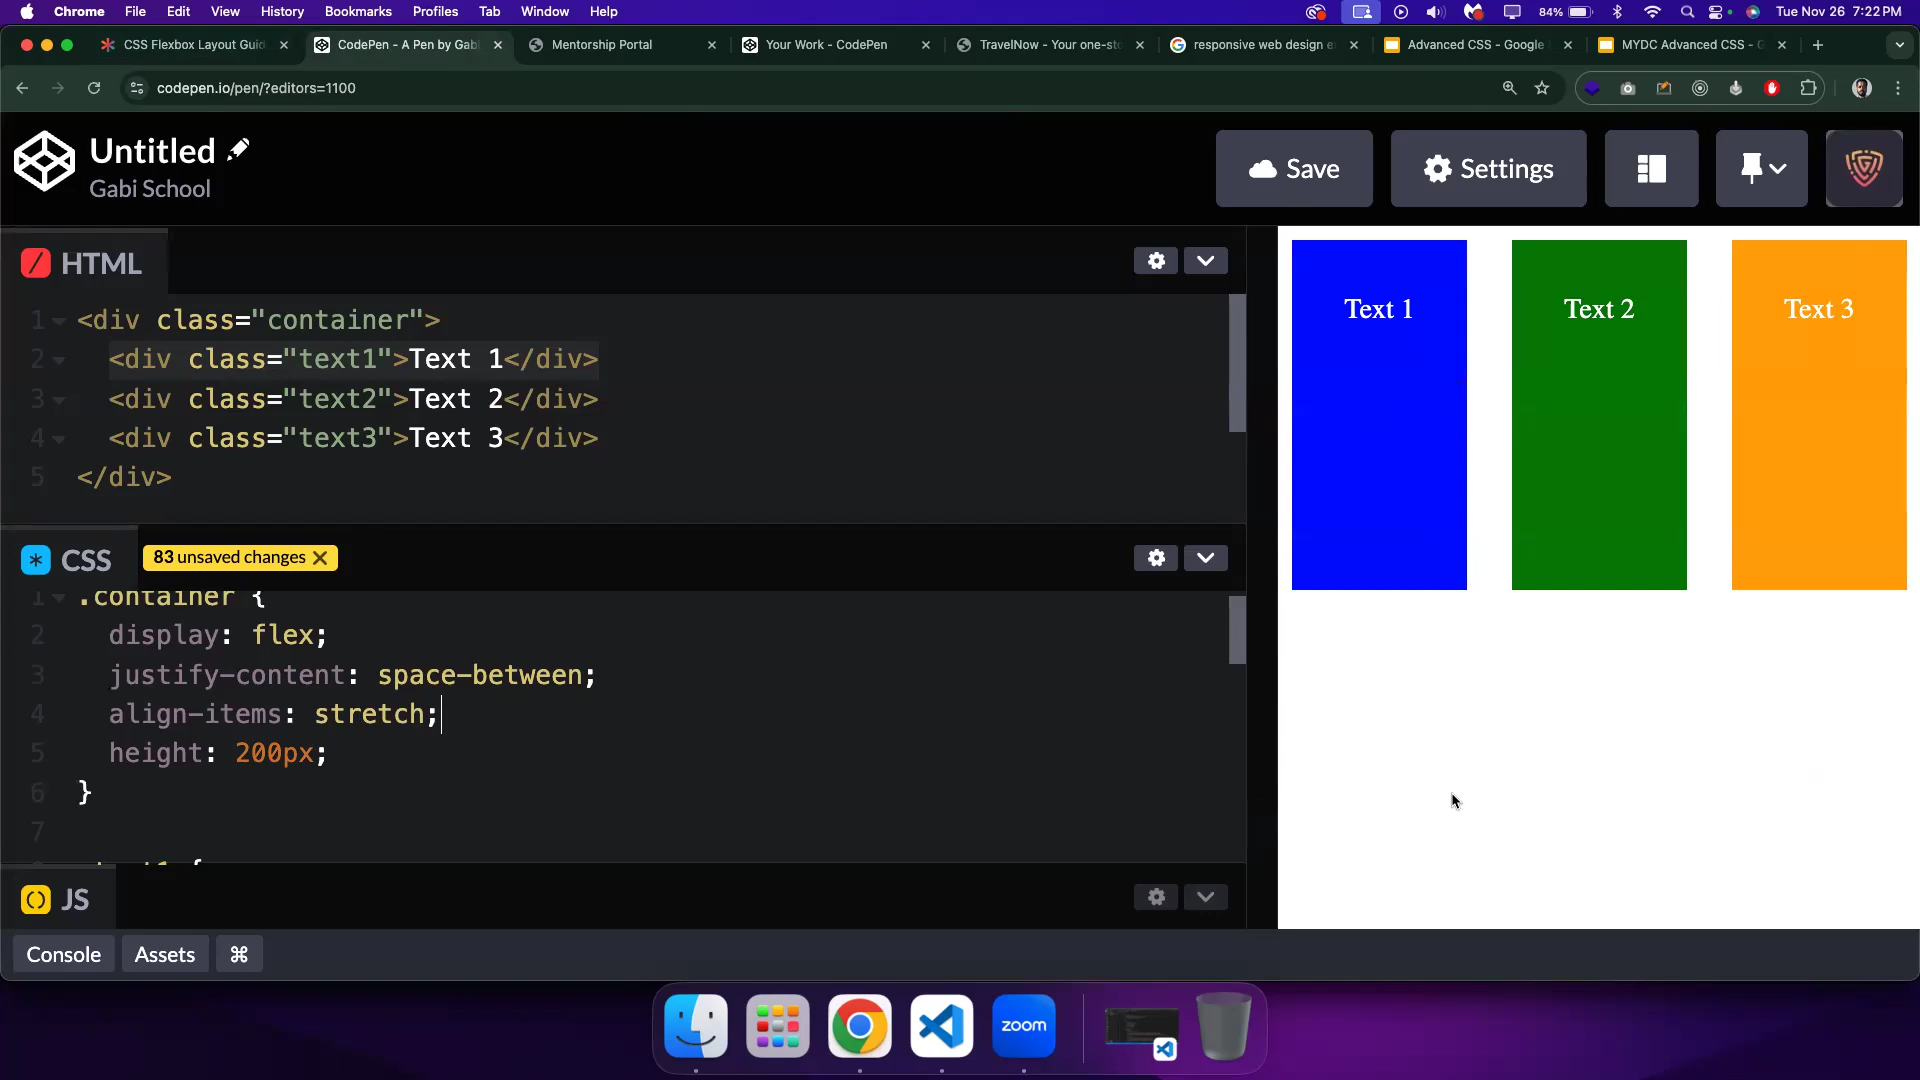 Chrome File Edit View History Bookmarks Profiles Tab Window Help 84% Tue Nov 26 7:22 PM
CSS Flexbox Layout Guid CodePen - A Pen by Gabi Mentorship Portal Your Work - CodePen TravelNow - Your one-sto responsive web design e Advanced CSS - Google MYDC Advanced CSS - G
codepen.io/pen/?editors=1100
Untitled
Gabi School
Save
Settings
HTML
1 <div class="container">
2 <div class="text1">Text 1</div>
3 <div class="text2">Text 2</div>
4 <div class="text3">Text 3</div>
5 </div>
CSS 83 unsaved changes
1 .container {
2 display: flex;
3 justify-content: space-between;
4 align-items: stretch;
5 height: 200px;
6 }
7
JS
Console Assets ⌘
Text 1 Text 2 Text 3
zoom